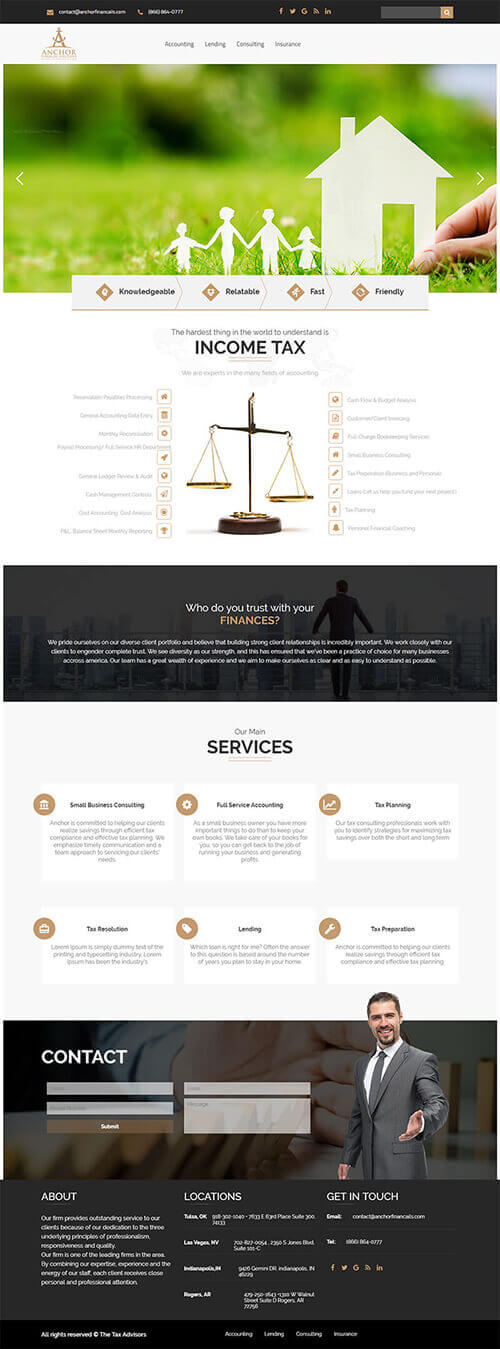 contact@anchorfinancails.com
(866) 864-0777
ANCHOR
Accounting Lending Consulting Insurance
Knowledgeable Relatable Fast Friendly
The hardest thing in the world to understand is
INCOME TAX
We are experts in the many fields of accounting
Receivables/Payables Processing
General Accounting Data Entry
Monthly Reconciliation
Payroll Processing/ Full Service HR Department
General Ledger Review & Audit
Cash Management Controls
Cost Accounting, Cost Analysis
P&L, Balance Sheet Monthly Reporting
Cash Flow & Budget Analysis
Customer/Client Invoicing
Full Charge Bookkeeping Services
Small Business Consulting
Tax Preparation (Business and Personal)
Loans (Let us help you fund your next project)
Tax Planning
Personal Financial Coaching
Who do you trust with your
FINANCES?
We pride ourselves on our diverse client portfolio and believe that building strong client relationships is incredibly important. We work closely with our
clients to engender complete trust. We see diversity as our strength, and this has ensured that we've been a practice of choice for many businesses
accross america. Our team has a great wealth of experience and we aim to make ourselves as clear and as easy to understand as possible.
Our Main
SERVICES
Small Business Consulting
Anchor is committed to helping our clients
realize savings through efficient tax
compliance and effective tax planning. We
emphasize timely communication and a
team approach to servicing our clients'
needs.
Full Service Accounting
As a small business owner you have more
important things to do than to keep your
own books. We take care of your books for
you, so you can get back to the job of
running your business and generating
profits.
Tax Planning
Our tax consulting professionals work with
you to identify strategies for maximizing tax
savings over both the short and long term
Tax Resolution
Lorem Ipsum is simply dummy text of the
printing and typesetting industry. Lorem
Ipsum has been the industry's
Lending
Which loan is right for me? Often the answer
to this question is based around the number
of years you plan to stay in your home.
Tax Preparation
Anchor is committed to helping our clients
realize savings through efficient tax
compliance and effective tax planning
CONTACT
Name
Email
Phone Number
Message
Submit
ABOUT
Our firm provides outstanding service to our
clients because of our dedication to the three
underlying principles of professionalism,
responsiveness and quality.
Our firm is one of the leading firms in the area.
By combining our expertise, experience and the
energy of our staff, each client receives close
personal and professional attention.
LOCATIONS
Tulsa, OK 918-302-1040 • 7633 E 63rd Place Suite 300,
74133
Las Vegas, NV 702-827-0054 , 2350 S Jones Blvd.
Suite 101-C
Indianapolis,IN 9426 Gemini DR. indianapolis, IN
46229
Rogers, AR 479-250-1643 -1310 W Walnut
Street Suite D Rogers, AR
72756
GET IN TOUCH
Email: contact@anchorfinancails.com
Tel: (866) 864-0777
All rights reserved © The Tax Advisors
Accounting Lending Consulting Insurance